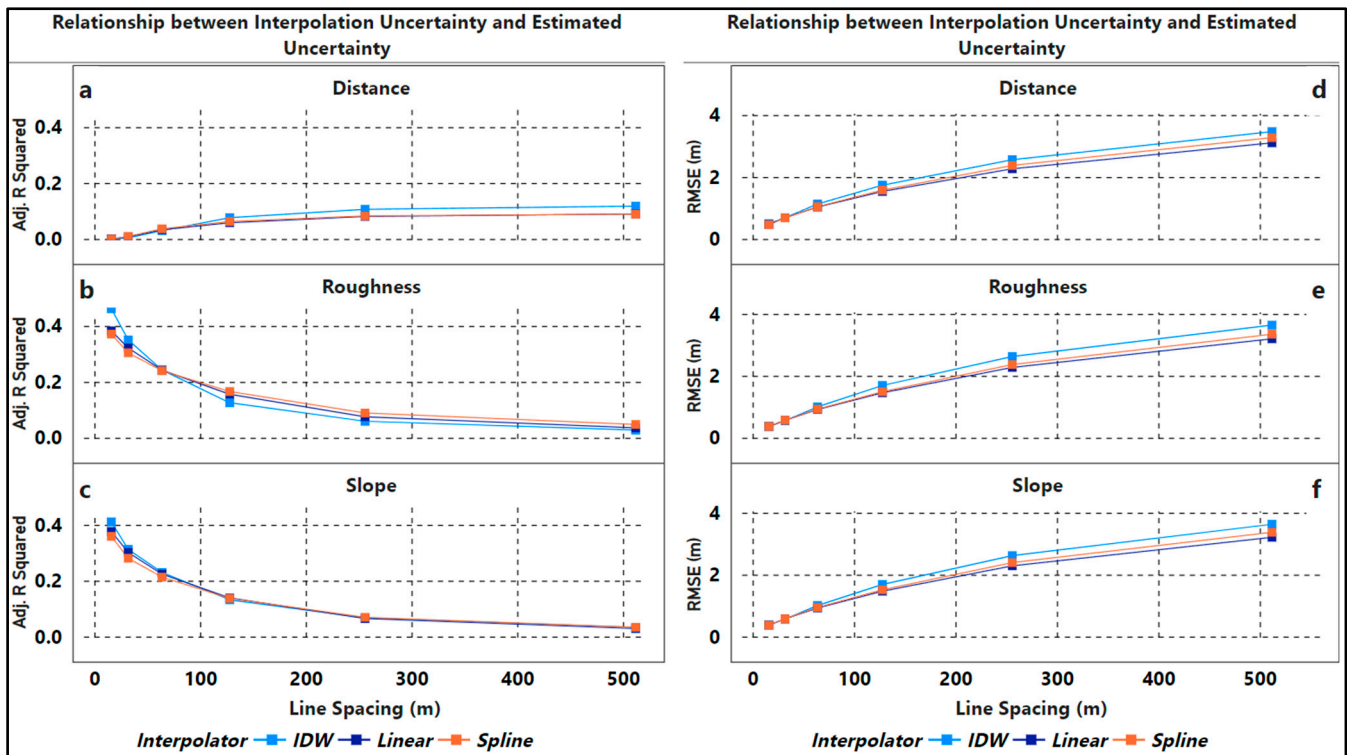 Relationship between Interpolation Uncertainty and Estimated
Uncertainty
a
Distance
Adj. R Squared
0.4
0.2
0.0
b
Roughness
Adj. R Squared
0.4
0.2
0.0
c
Slope
Adj. R Squared
0.4
0.2
0.0
0 100 200 300 400 500
Line Spacing (m)
Interpolator IDW Linear Spline
Relationship between Interpolation Uncertainty and Estimated
Uncertainty
Distance
d
RMSE (m)
4
2
0
Roughness
e
RMSE (m)
4
2
0
Slope
f
RMSE (m)
4
2
0
0 100 200 300 400 500
Line Spacing (m)
Interpolator IDW Linear Spline